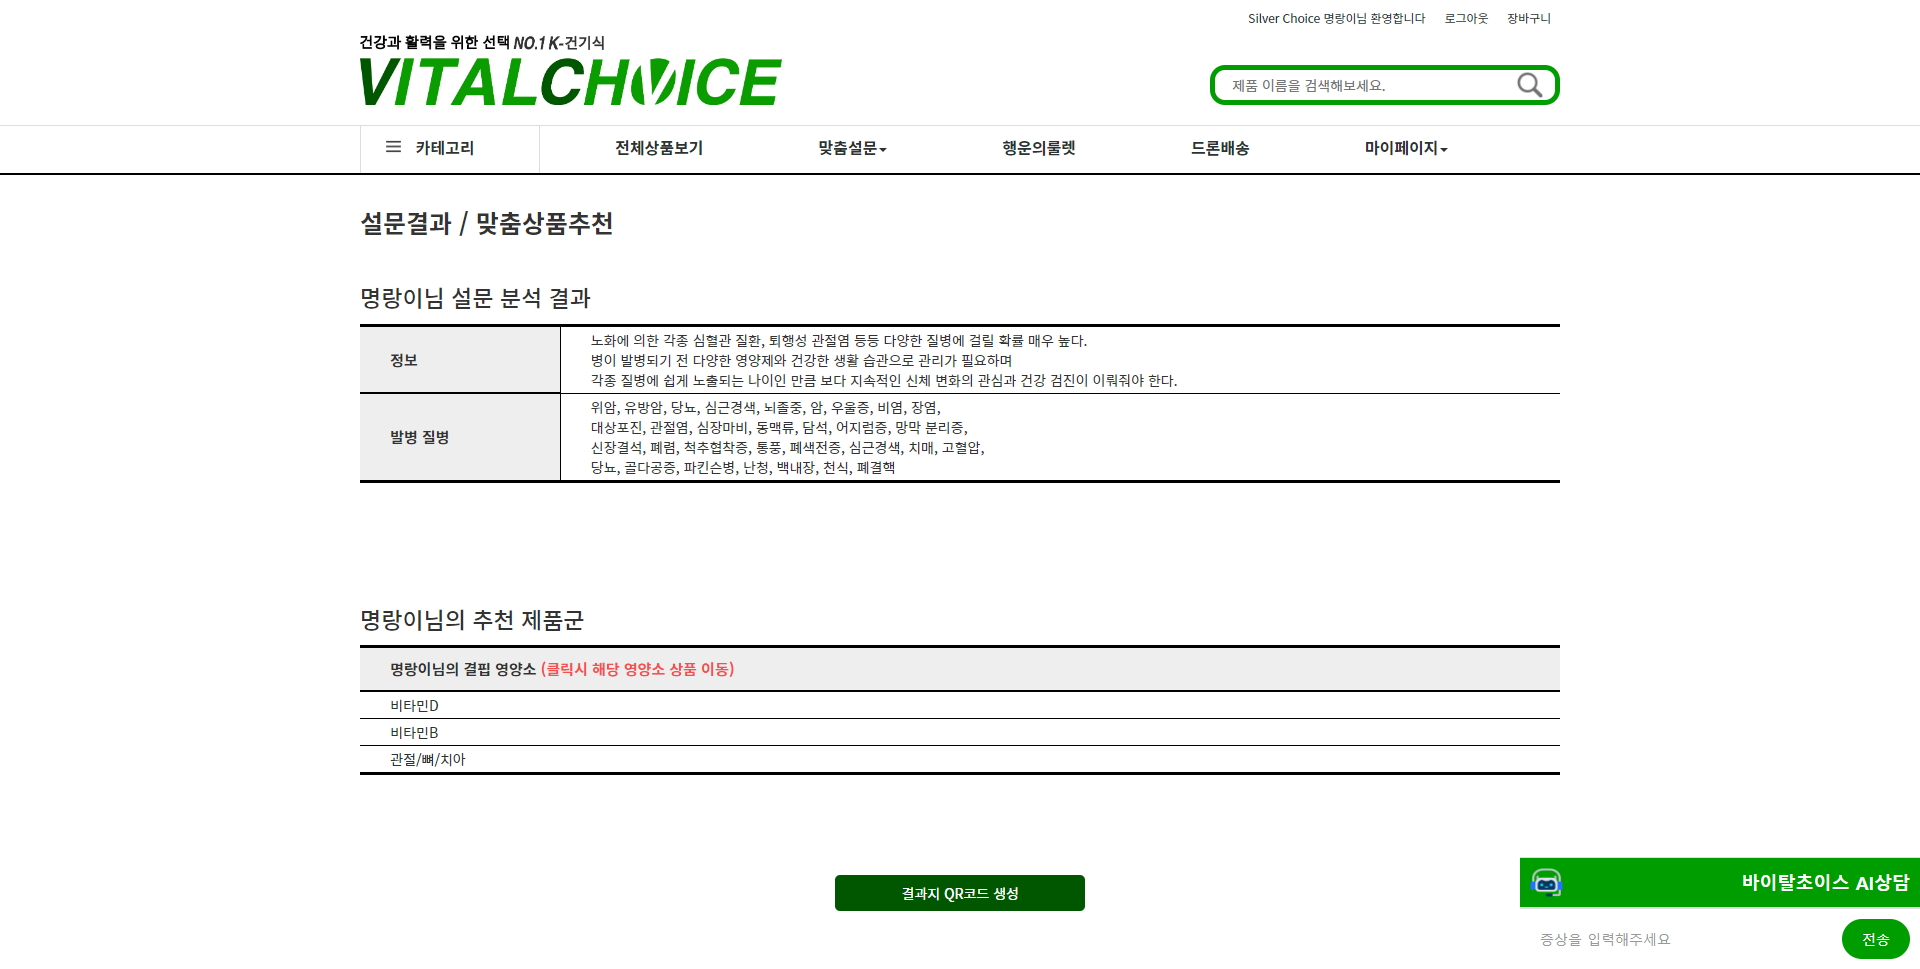 Silver Choice 명랑이님 환영합니다 로그아웃 장바구니
건강과 활력을 위한 선택 NO.1 K-건기식
VITALCHOICE
제품 이름을 검색해보세요.
카테고리 전체상품보기 맞춤설문 행운의룰렛 드론배송 마이페이지
설문결과 / 맞춤상품추천
명랑이님 설문 분석 결과
정보
노화에 의한 각종 심혈관 질환, 퇴행성 관절염 등등 다양한 질병에 걸릴 확률 매우 높다.
병이 발병되기 전 다양한 영양제와 건강한 생활 습관으로 관리가 필요하며
각종 질병에 쉽게 노출되는 나이인 만큼 보다 지속적인 신체 변화의 관심과 건강 검진이 이뤄줘야 한다.
발병 질병
위암, 유방암, 당뇨, 심근경색, 뇌졸중, 암, 우울증, 비염, 장염,
대상포진, 관절염, 심장마비, 동맥류, 담석, 어지럼증, 망막 분리증,
신장결석, 폐렴, 척추협착증, 통풍, 폐색전증, 심근경색, 치매, 고혈압,
당뇨, 골다공증, 파킨슨병, 난청, 백내장, 천식, 폐결핵
명랑이님의 추천 제품군
명랑이님의 결핍 영양소 (클릭시 해당 영양소 상품 이동)
비타민D
비타민B
관절/뼈/치아
결과지 QR코드 생성
바이탈초이스 AI상담
증상을 입력해주세요
전송